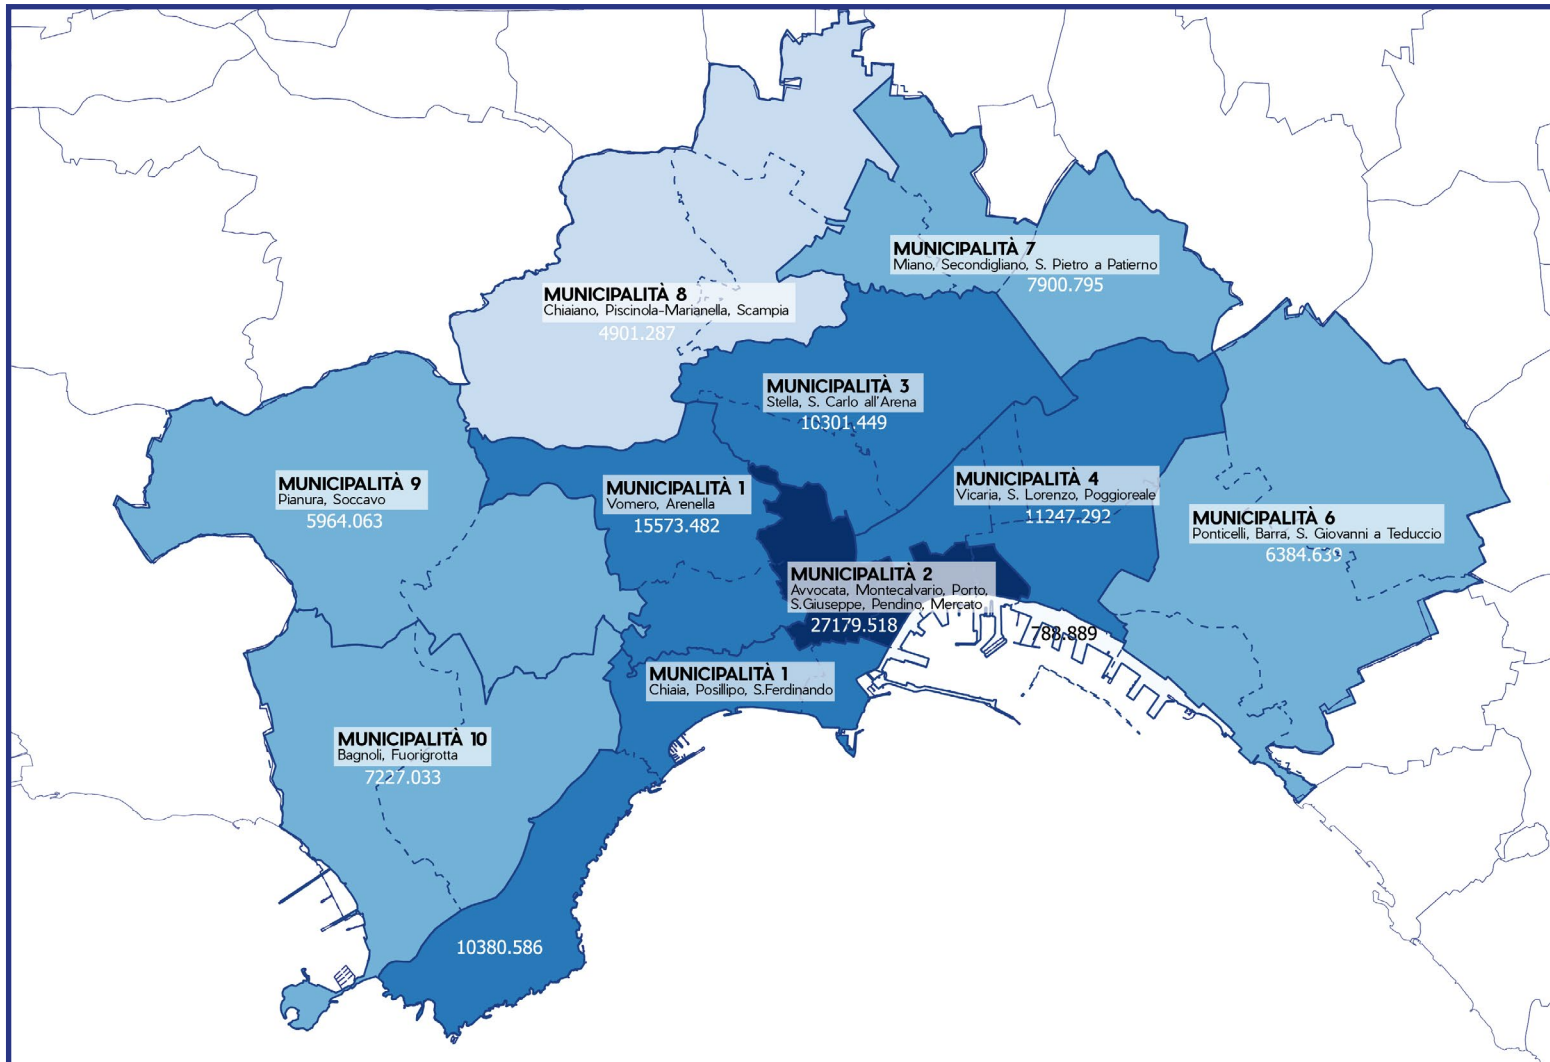 MUNICIPALITÀ 7
Miano, Secondigliano, S. Pietro a Patierno
7900.795
MUNICIPALITÀ 8
Chiaiano, Piscinola-Marianella, Scampia
4901.287
MUNICIPALITÀ 3
Stella, S. Carlo all'Arena
10301.449
MUNICIPALITÀ 9
Pianura, Soccavo
5964.063
MUNICIPALITÀ 1
Vomero, Arenella
15573.482
MUNICIPALITÀ 4
Vicaria, S. Lorenzo, Poggioreale
11247.292
MUNICIPALITÀ 6
Ponticelli, Barra, S. Giovanni a Teduccio
6384.639
MUNICIPALITÀ 2
Avvocata, Montecalvario, Porto,
S.Giuseppe, Pendino, Mercato
27179.518
788.889
MUNICIPALITÀ 1
Chiaia, Posillipo, S.Ferdinando
MUNICIPALITÀ 10
Bagnoli, Fuorigrotta
7227.033
10380.586